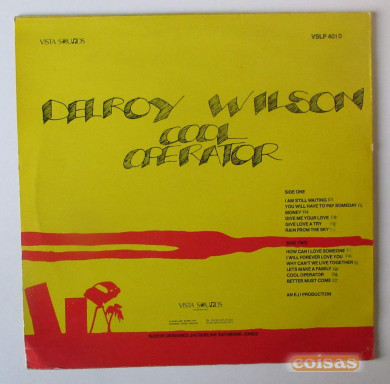 VISTA SOUNDS
VSLP 4010
DELROY WILSON
COOL
OPERATOR
SIDE ONE
I AM STILL WAITING
YOU WILL HAVE TO PAY SOMEDAY
MONEY
GIVE ME YOUR LOVE
GIVE LOVE A TRY
RAIN FROM THE SKY
SIDE TWO
HOW CAN I LOVE SOMEONE
I WILL FOREVER LOVE YOU
WHY CAN'T WE LIVE TOGETHER
LETS MAKE A FAMILY
COOL OPERATOR
BETTER MUST COME
PRODUCTION
VISTA SOUNDS
coisas